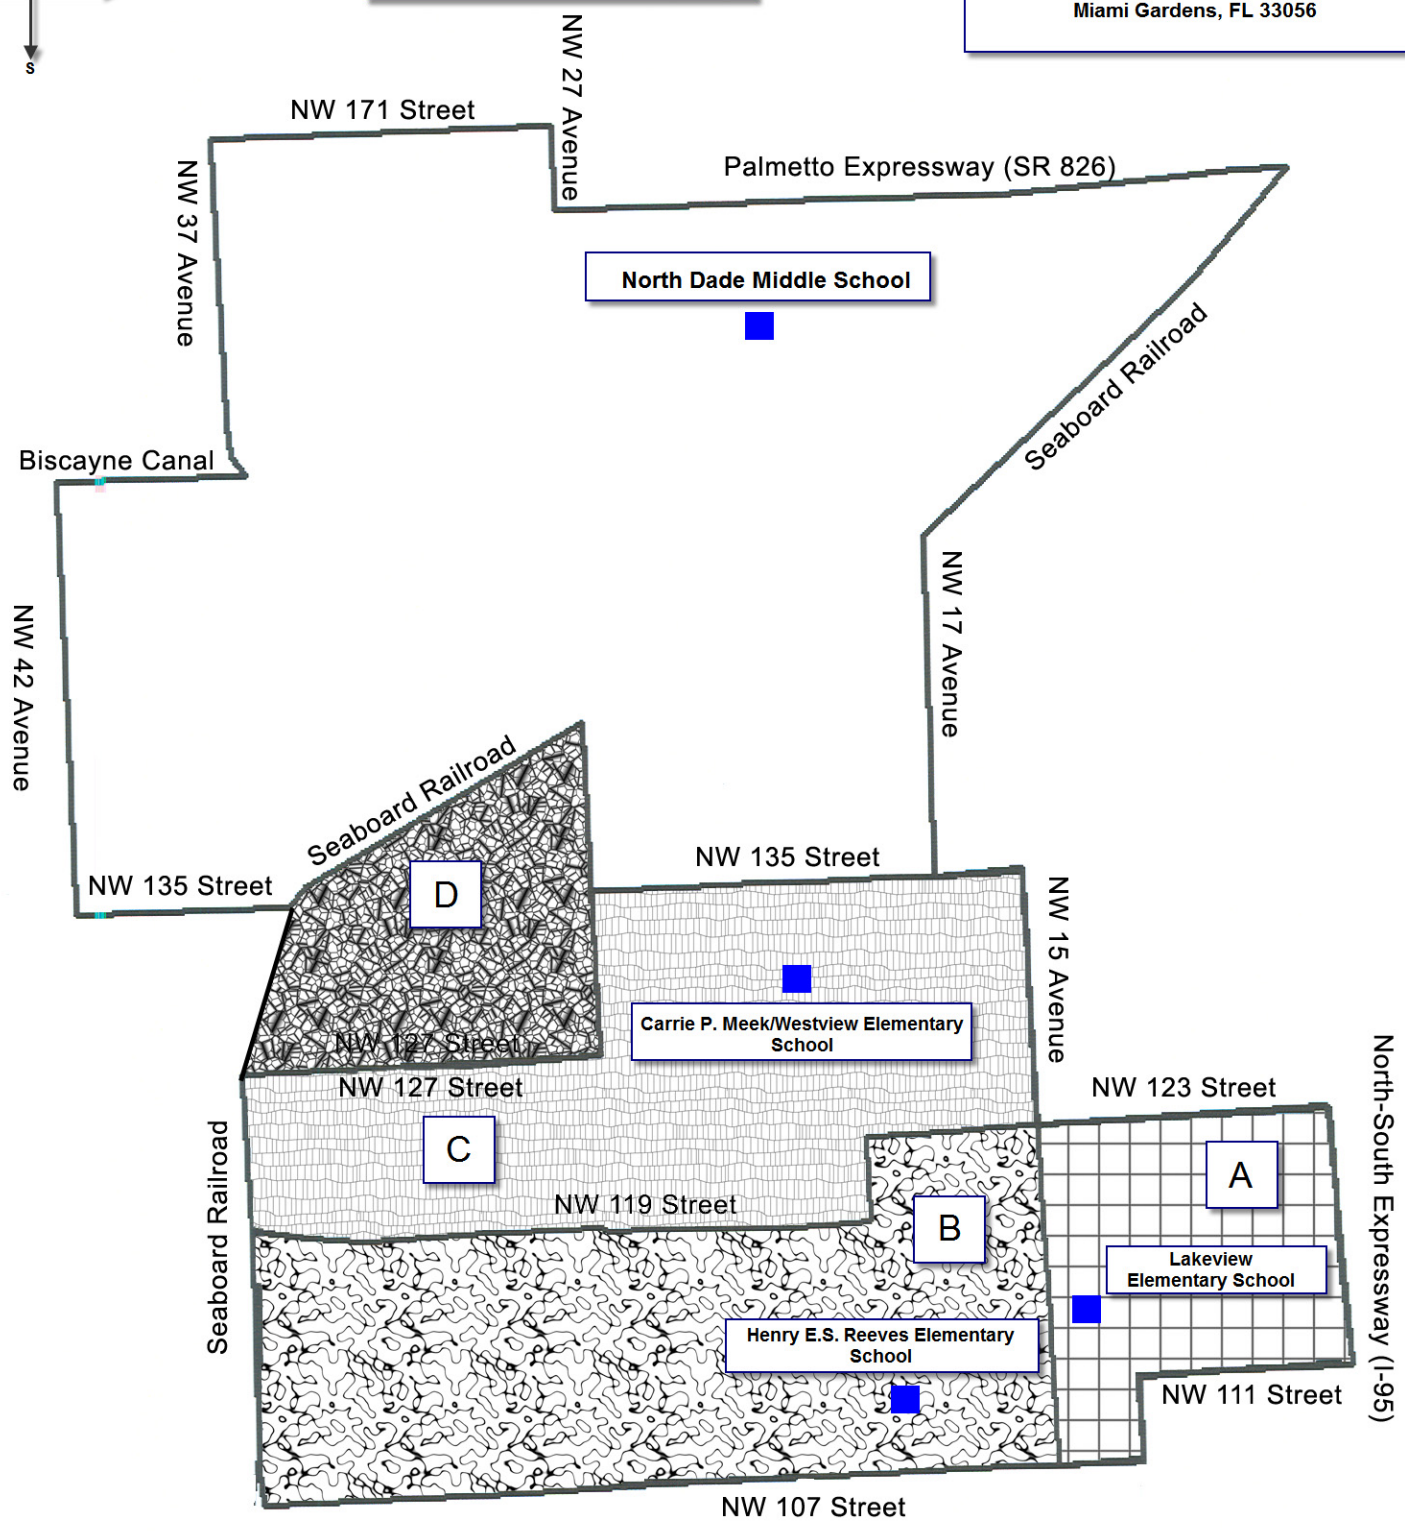 Miami Gardens, FL 33056
S
NW 27 Avenue
NW 171 Street
Palmetto Expressway (SR 826)
NW 37 Avenue
North Dade Middle School
Seaboard Railroad
Biscayne Canal
NW 42 Avenue
NW 17 Avenue
Seaboard Railroad
NW 135 Street
NW 135 Street
D
NW 15 Avenue
Carrie P. Meek/Westview Elementary
School
NW 127 Street
NW 127 Street
NW 123 Street
North-South Expressway (I-95)
C
A
Seaboard Railroad
NW 119 Street
B
Lakeview
Elementary School
Henry E.S. Reeves Elementary
School
NW 111 Street
NW 107 Street